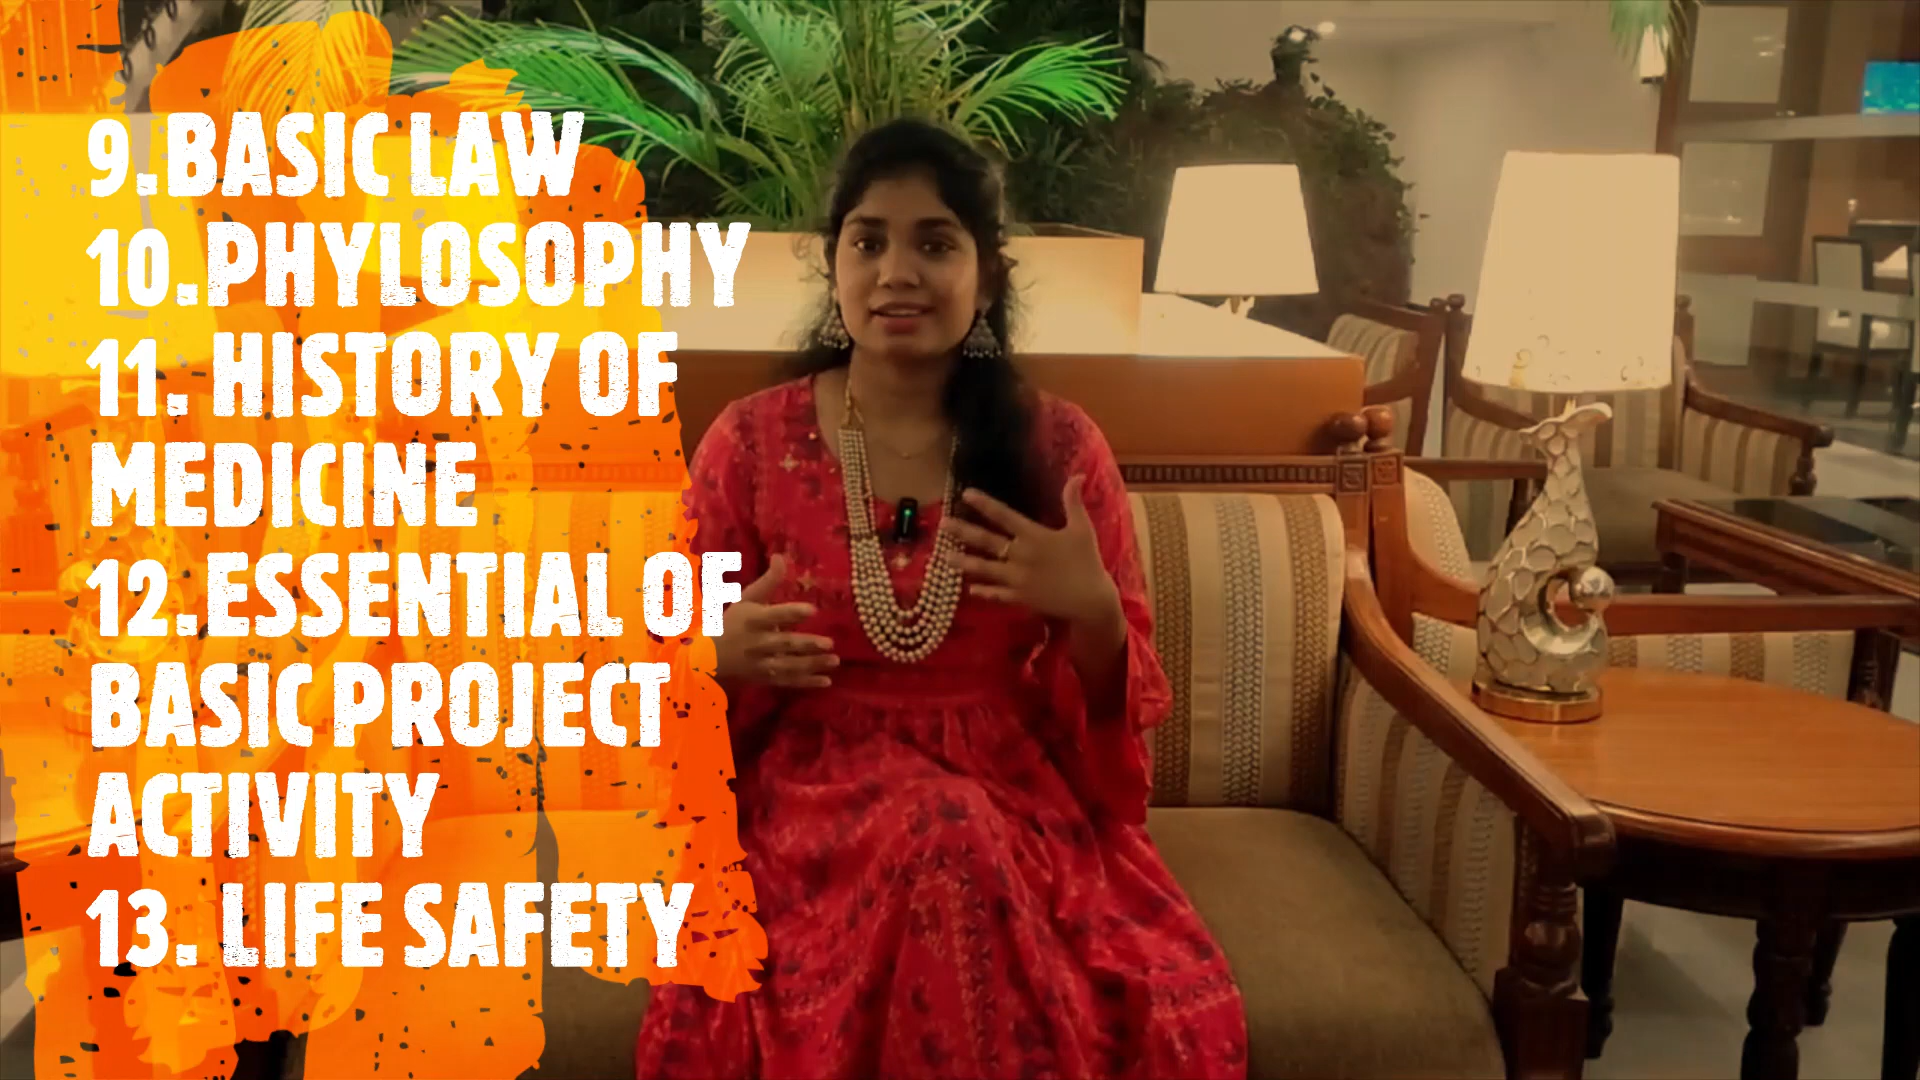 9.BASIC LAW
10.PHYLOSOPHY
11. HISTORY OF
MEDICINE
12.ESSENTIAL OF
BASIC PROJECT
ACTIVITY
13. LIFE SAFETY